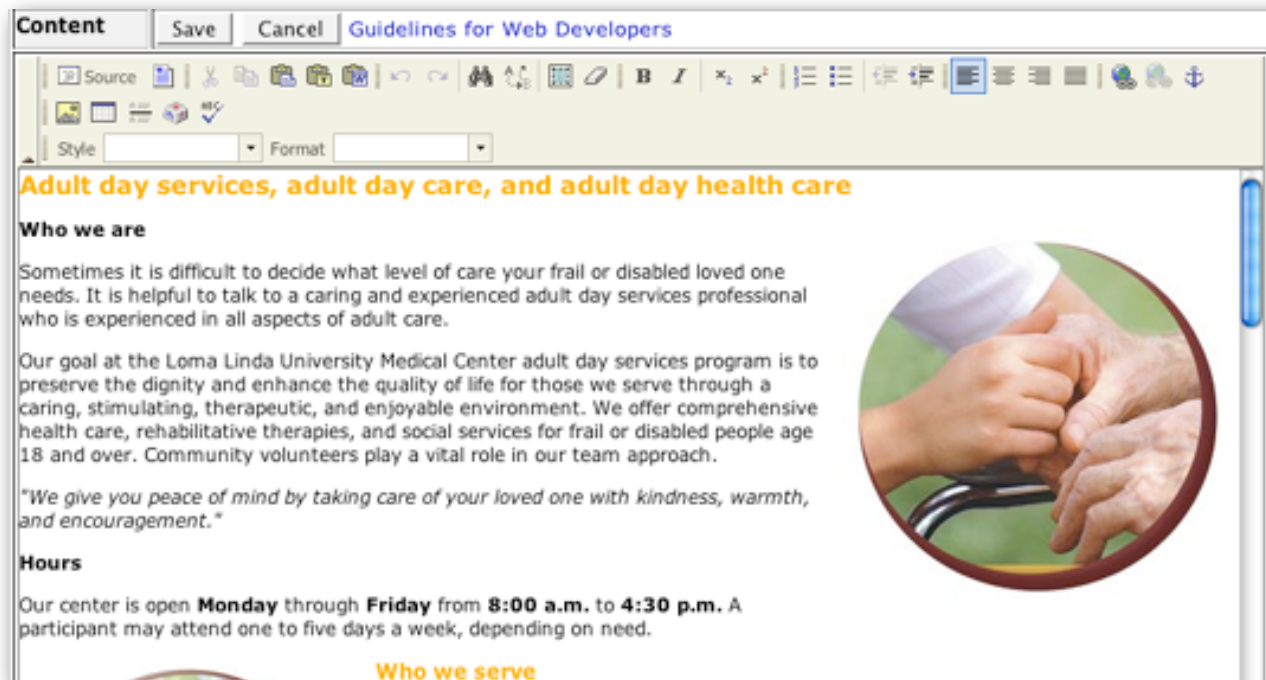 Content Save Cancel Guidelines for Web Developers
Source B I
ABC
Style Format
Adult day services, adult day care, and adult day health care
Who we are
Sometimes it is difficult to decide what level of care your frail or disabled loved one
needs. It is helpful to talk to a caring and experienced adult day services professional
who is experienced in all aspects of adult care.
Our goal at the Loma Linda University Medical Center adult day services program is to
preserve the dignity and enhance the quality of life for those we serve through a
caring, stimulating, therapeutic, and enjoyable environment. We offer comprehensive
health care, rehabilitative therapies, and social services for frail or disabled people age
18 and over. Community volunteers play a vital role in our team approach.
"We give you peace of mind by taking care of your loved one with kindness, warmth,
and encouragement."
Hours
Our center is open Monday through Friday from 8:00 a.m. to 4:30 p.m. A
participant may attend one to five days a week, depending on need.
Who we serve